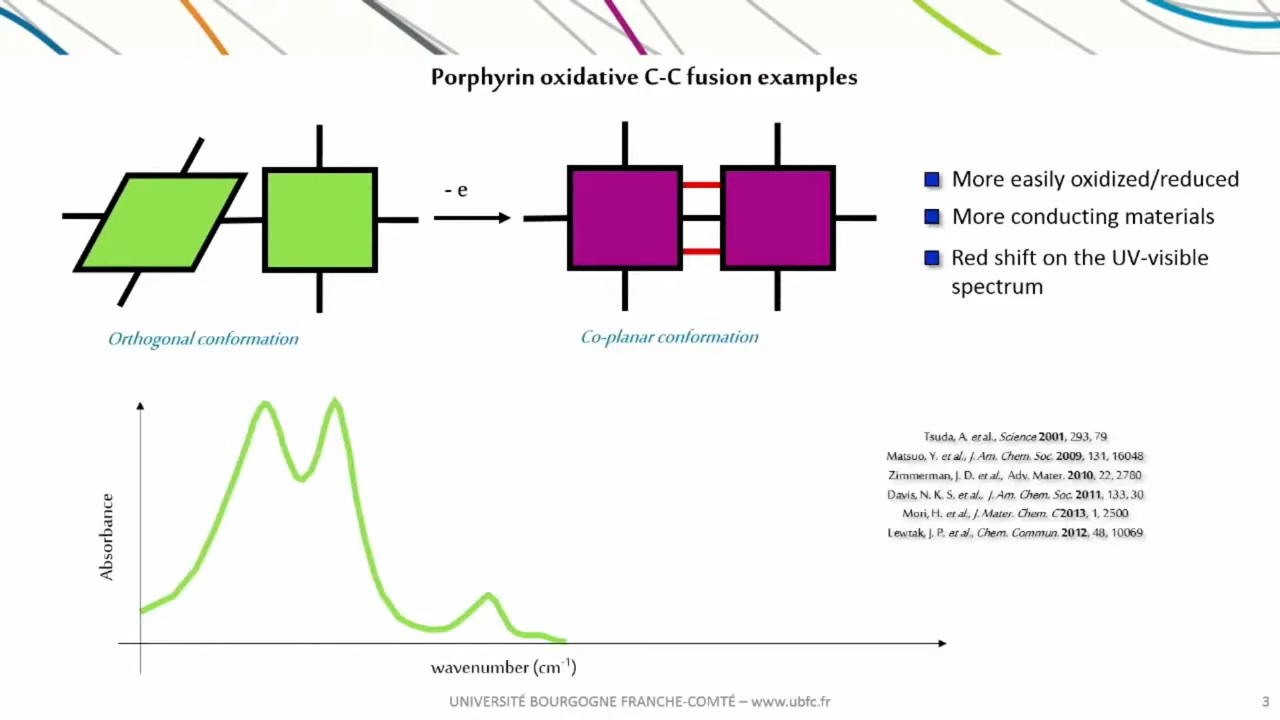 Porphyrin oxidative C-C fusion examples
- e
More easily oxidized/reduced
More conducting materials
Red shift on the UV-visible
spectrum
Orthogonal conformation
Co-planar conformation
Tsuda, A. et al., Science 2001, 293, 79
Matsuo, Y. et al., J. Am. Chem. Soc. 2009, 131, 16048
Zimmerman, J. D. et al., Adv. Mater. 2010, 22, 2780
Davis, N. K. S. et al., J. Am. Chem. Soc. 2011, 133, 30
Mori, H. et al., J. Mater. Chem. C 2013, 1, 2500
Lewtak, J. P. et al., Chem. Commun. 2012, 48, 10069
Absorbance
wavenumber (cm⁻¹)
UNIVERSITÉ BOURGOGNE FRANCHE-COMTÉ – www.ubfc.fr
3